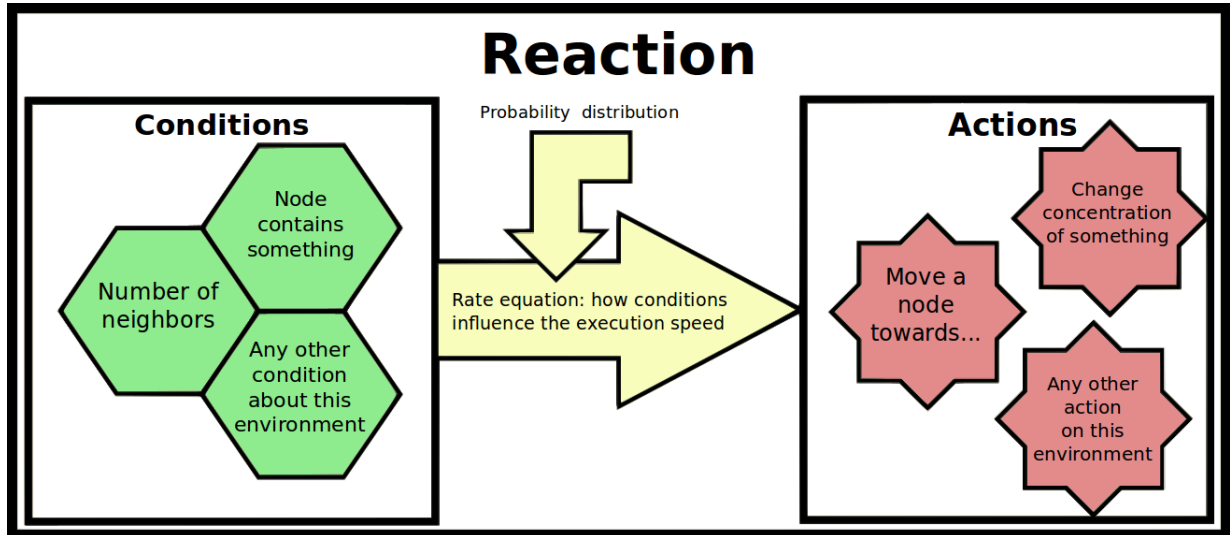 Reaction
Conditions
Node
contains
something
Number of
neighbors
Any other
condition
about this
environment
Probability distribution
Rate equation: how conditions
influence the execution speed
Actions
Change
concentration
of something
Move a
node
towards...
Any other
action
on this
environment